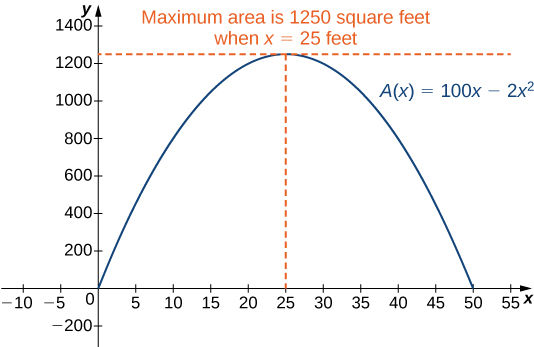 y
1400
Maximum area is 1250 square feet
when x = 25 feet
1200
A(x) = 100x − 2x²
1000
800
600
400
200
−10 −5 0 5 10 15 20 25 30 35 40 45 50 55 x
−200